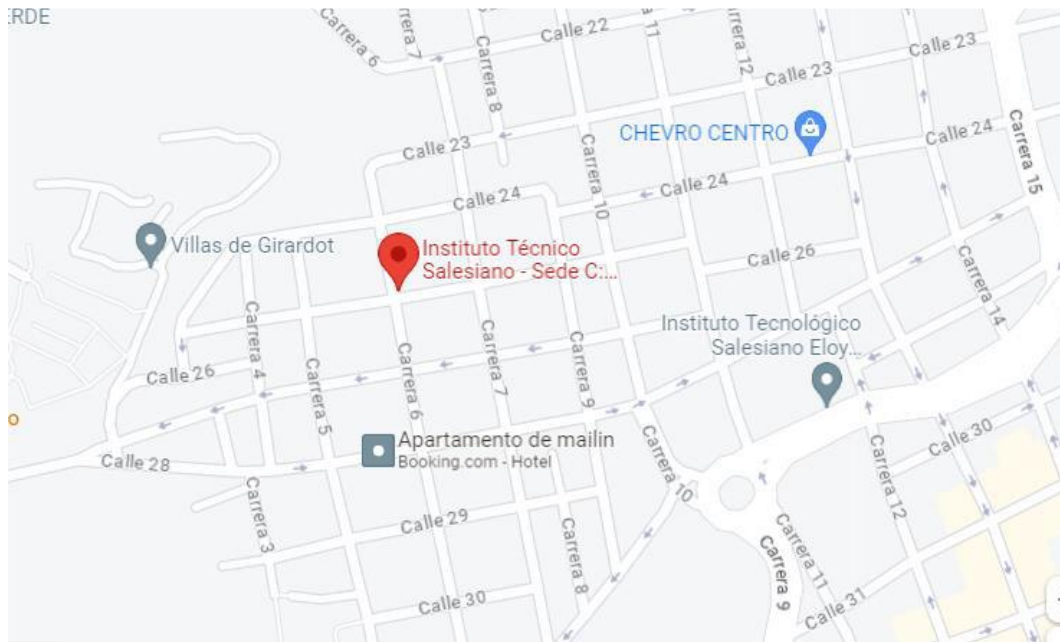 ERDE
Carrera 6
Carrera 7
Calle 22
Carrera 8
Carrera 11
Carrera 12
Calle 23
Calle 23
Calle 23
CHEVRO CENTRO
Calle 24
Carrera 15
Calle 24
Calle 24
Carrera 10
Villas de Girardot
Instituto Técnico
Salesiano - Sede C:...
Calle 26
Carrera 14
Instituto Tecnológico
Salesiano Eloy...
Carrera 4
Carrera 5
Carrera 6
Carrera 7
Carrera 9
Calle 26
o
Apartamento de mailin
Booking.com - Hotel
Calle 28
Carrera 10
Calle 30
Carrera 12
Carrera 3
Calle 29
Carrera 8
Carrera 9
Carrera 11
Calle 30
Calle 31